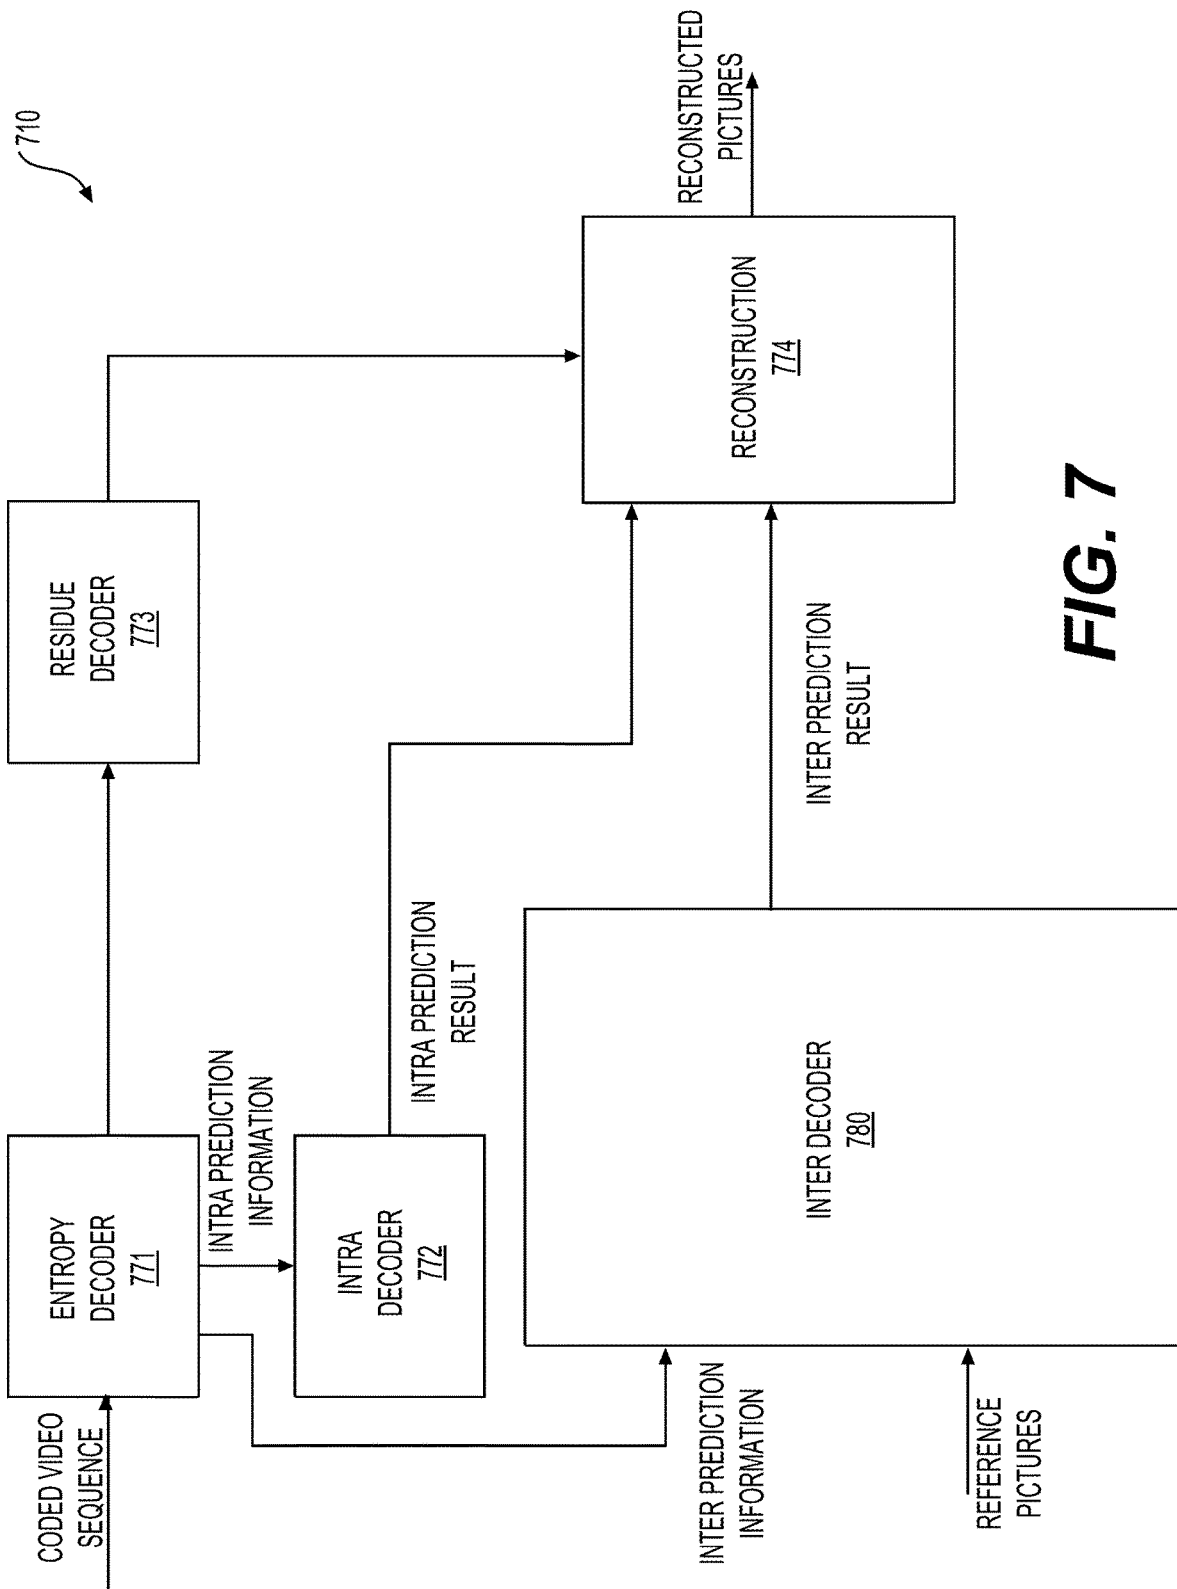 710
CODED VIDEO
SEQUENCE
ENTROPY
DECODER
771
RESIDUE
DECODER
773
INTRA PREDICTION
INFORMATION
INTRA
DECODER
772
INTRA PREDICTION
RESULT
RECONSTRUCTED
PICTURES
RECONSTRUCTION
774
INTER PREDICTION
INFORMATION
INTER DECODER
780
INTER PREDICTION
RESULT
REFERENCE
PICTURES
FIG. 7